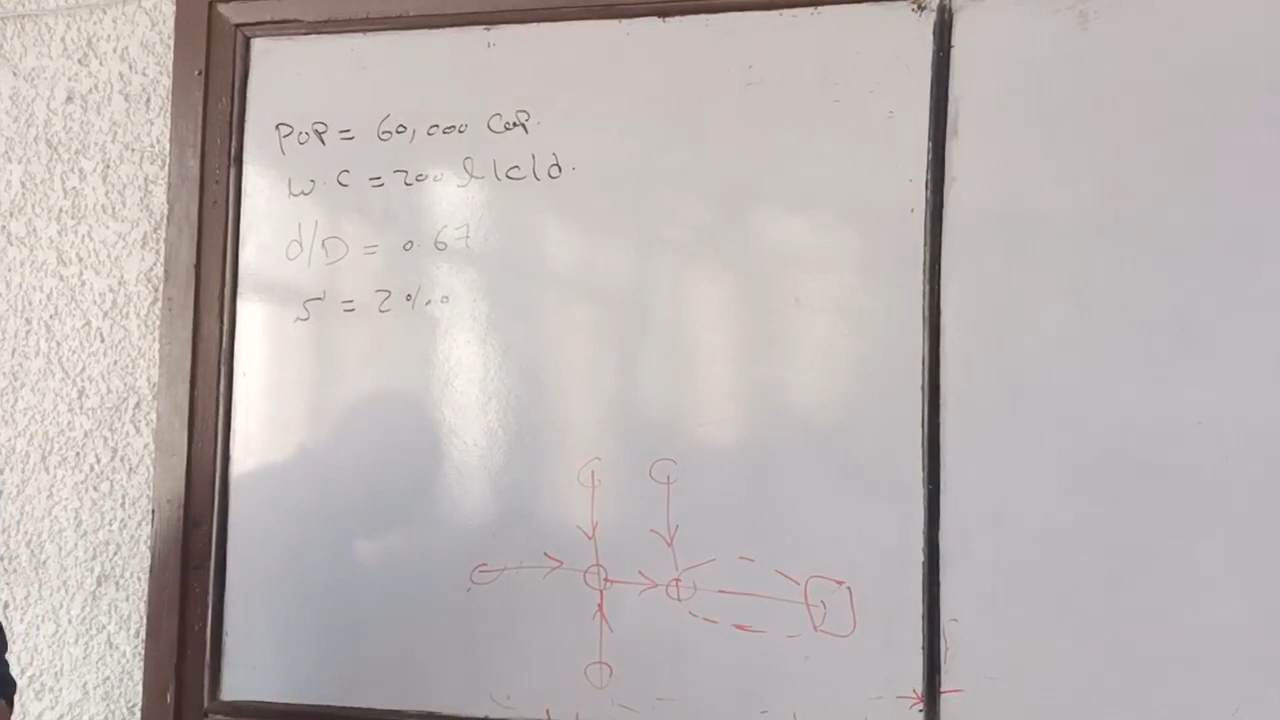 POP = 60,000 Cap.
W.C = 200 l/c/d.
d/D = 0.67
S = 2‰